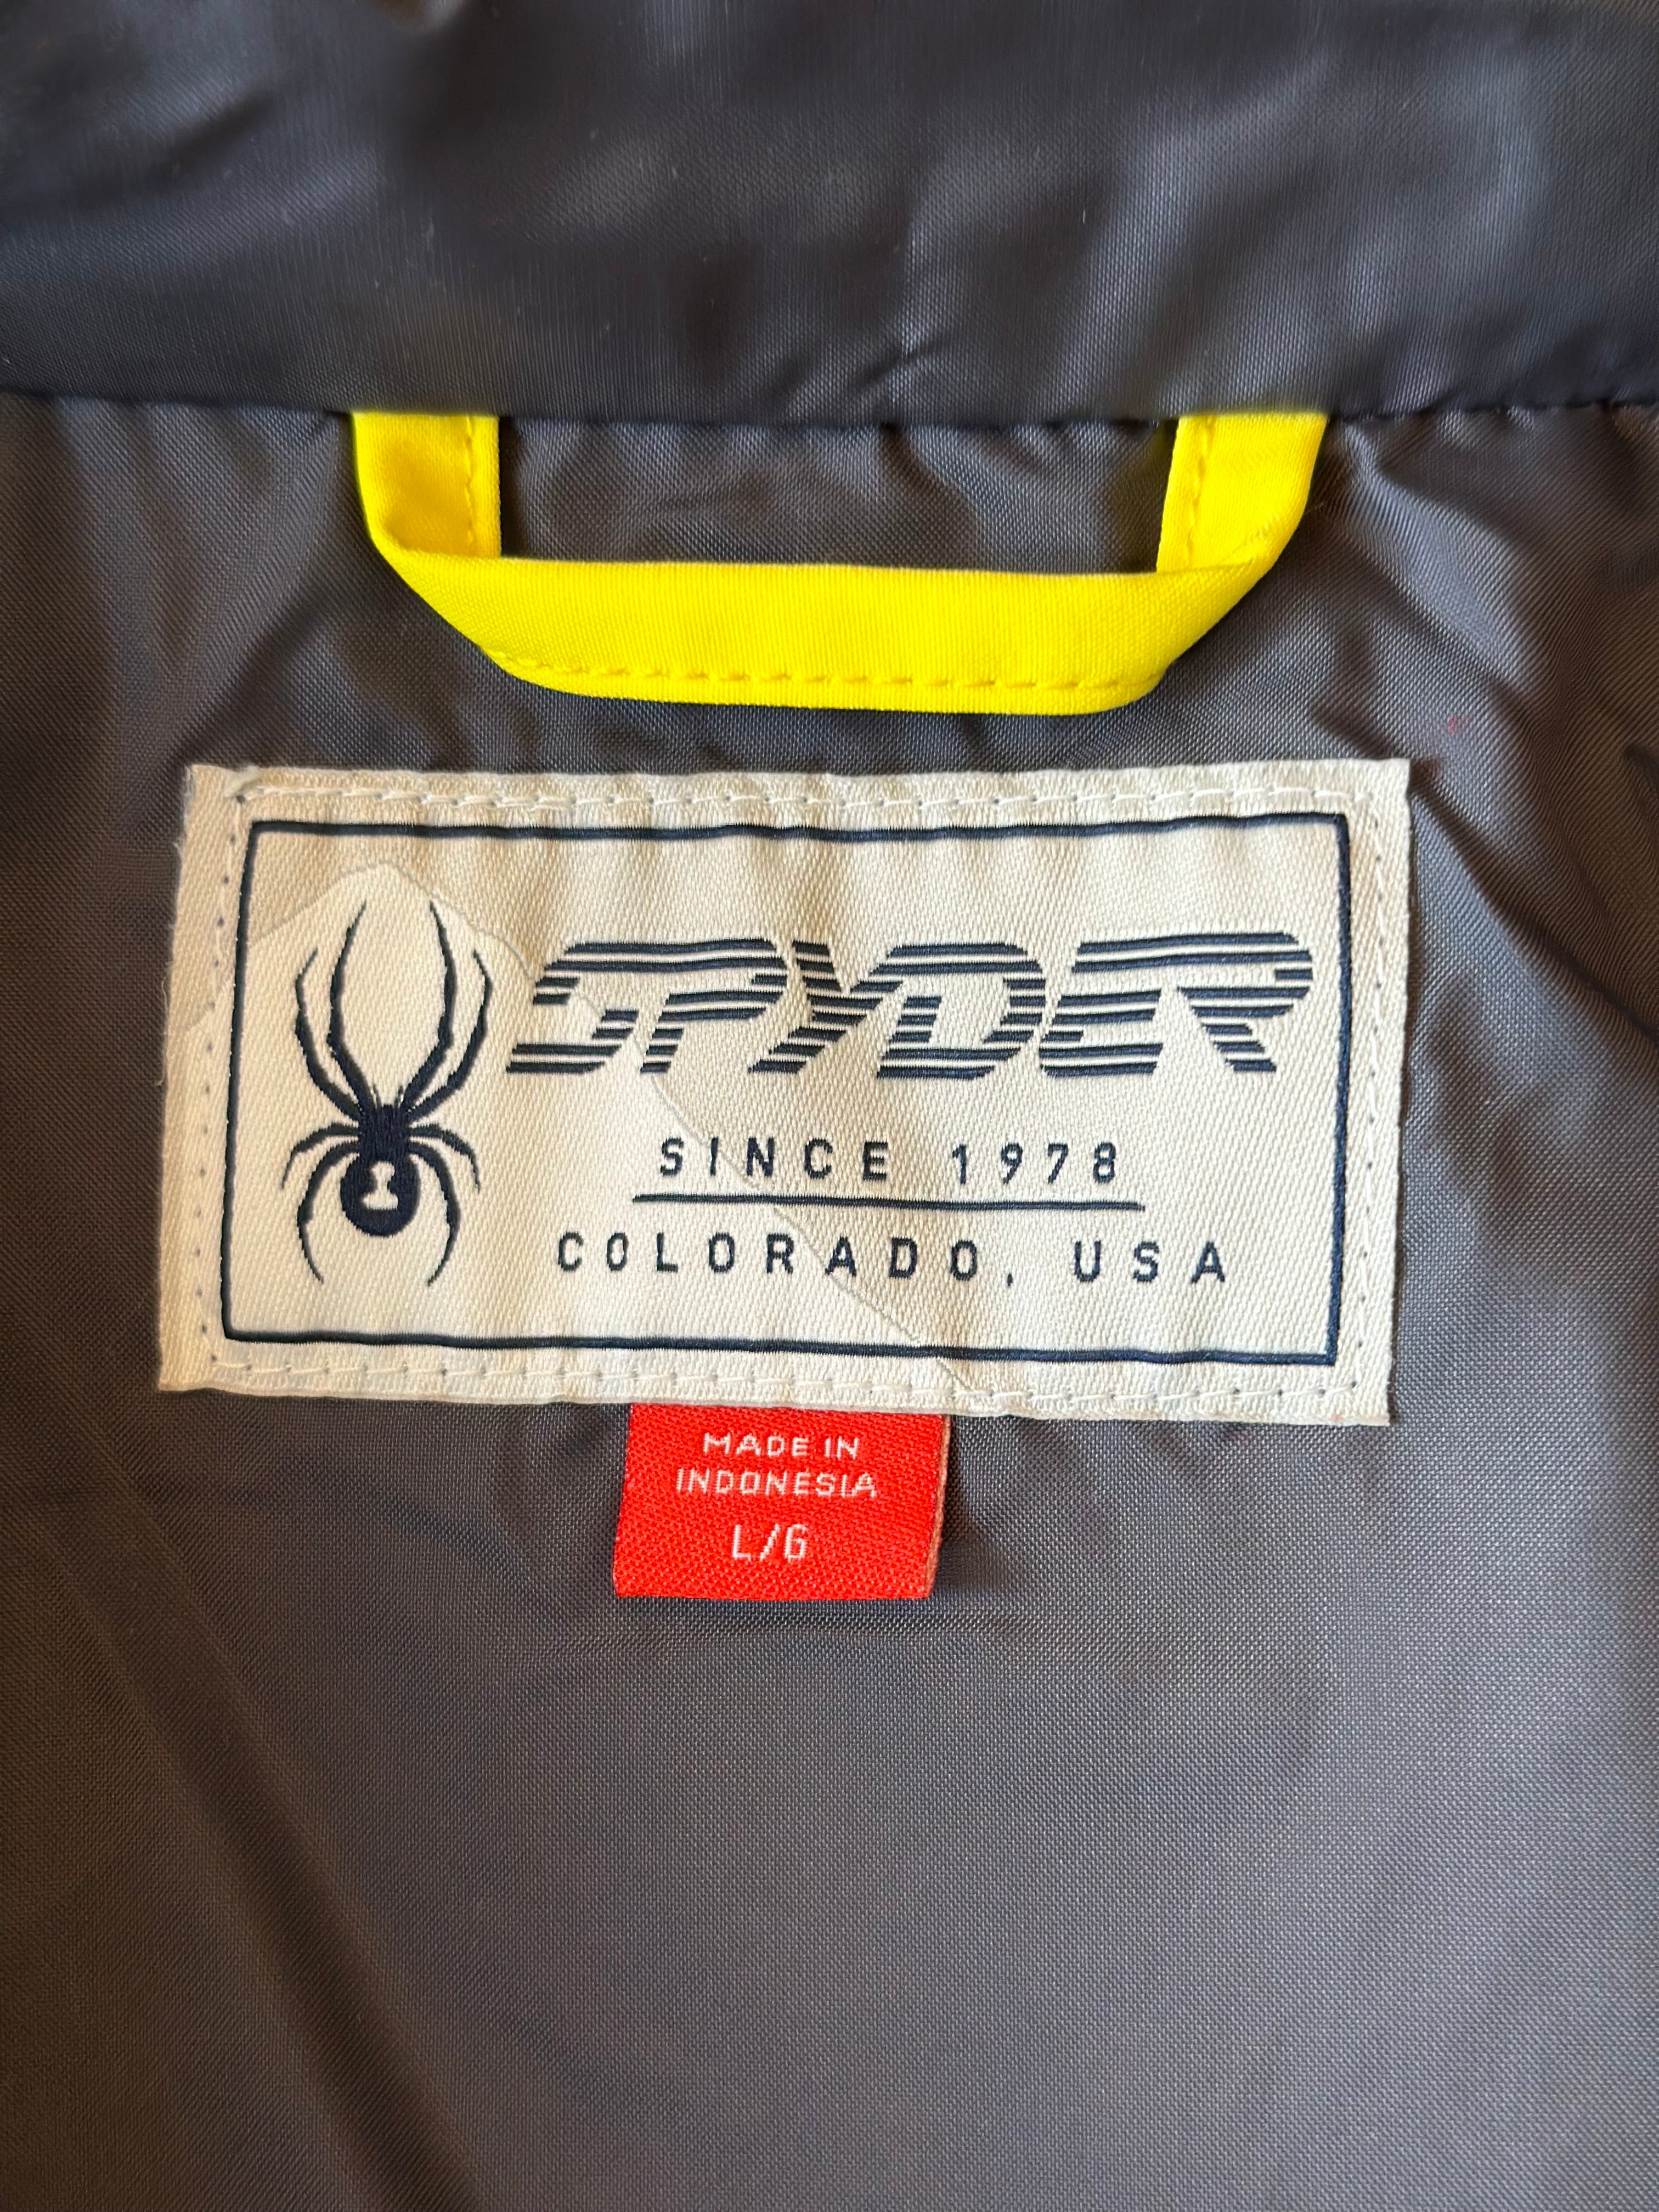 SPYDER
SINCE 1978
COLORADO, USA
MADE IN
INDONESIA
L/G